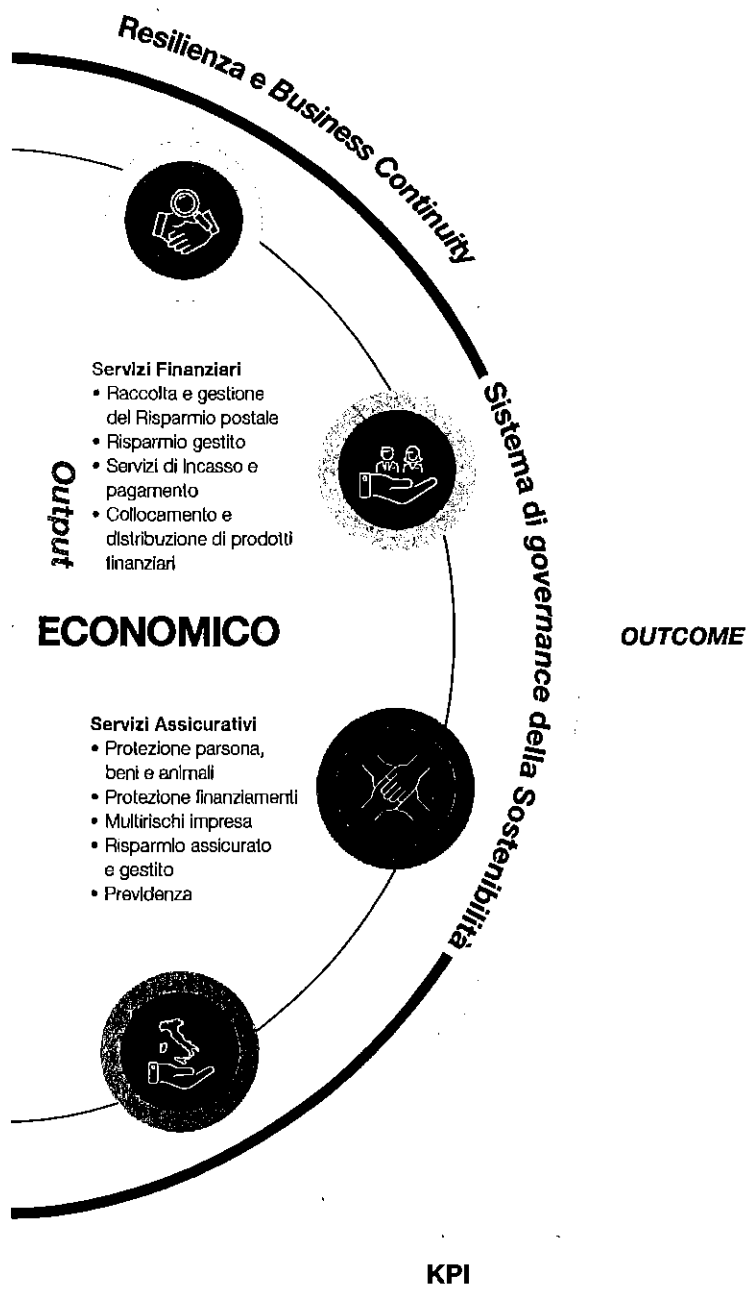 Resilienza e Business Continuity
Servizi Finanziari
• Raccolta e gestione
del Risparmio postale
• Risparmio gestito
• Servizi di Incasso e
pagamento
• Collocamento e
distribuzione di prodotti
finanziari
Output
Sistema di governance della Sostenibilità
ECONOMICO
OUTCOME
Servizi Assicurativi
• Protezione parsona,
beni e animali
• Protezione finanziamenti
• Multirischi impresa
• Risparmio assicurato
e gestito
• Previdenza
KPI